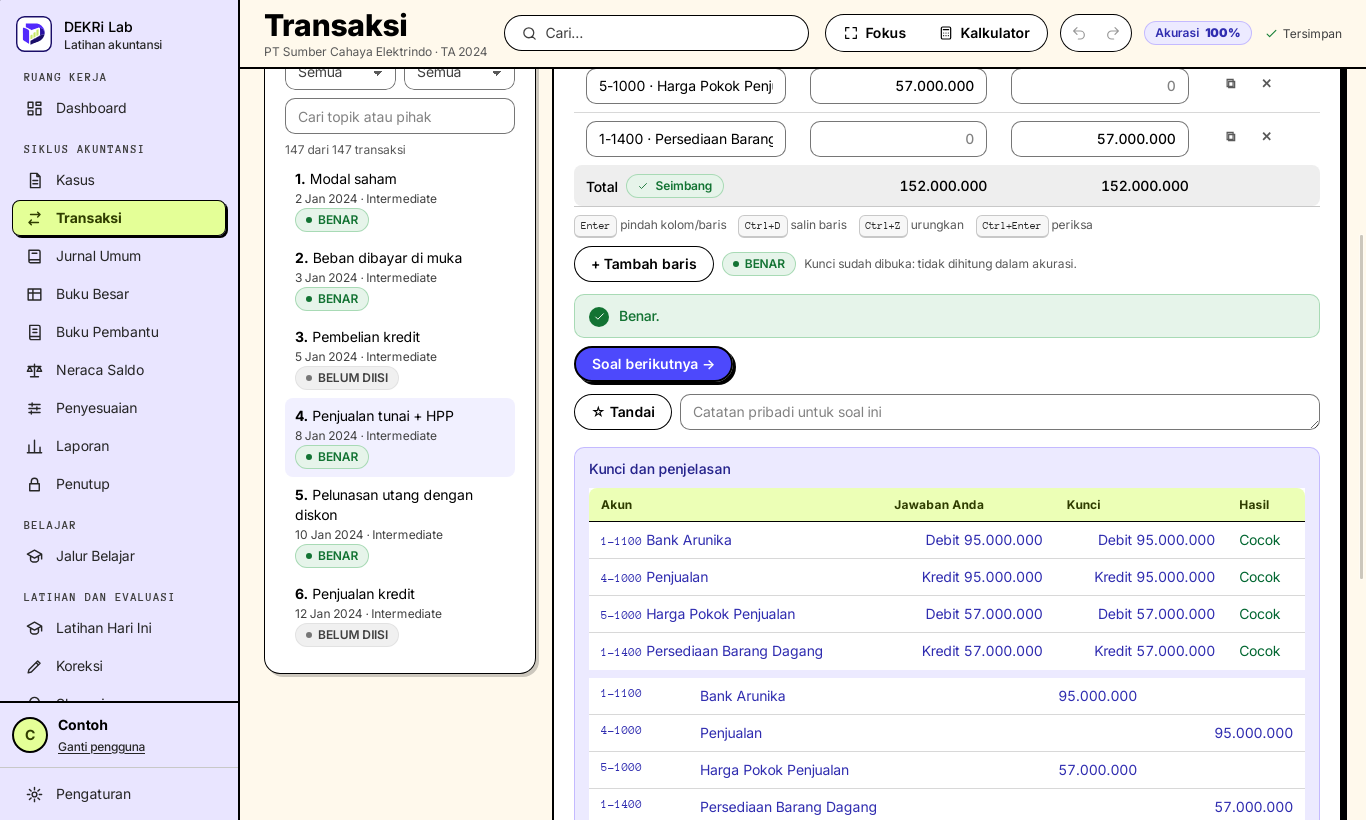 DEKRi Lab
Latihan akuntansi
RUANG KERJA
Dashboard
SIKLUS AKUNTANSI
Kasus
Transaksi
Jurnal Umum
Buku Besar
Buku Pembantu
Neraca Saldo
Penyesuaian
Laporan
Penutup
BELAJAR
Jalur Belajar
LATIHAN DAN EVALUASI
Latihan Hari Ini
Koreksi
C
Contoh
Ganti pengguna
Pengaturan
Transaksi
PT Sumber Cahaya Elektrindo · TA 2024
Cari...
Fokus
Kalkulator
Akurasi 100%
Tersimpan
Semua
Semua
Cari topik atau pihak
147 dari 147 transaksi
1. Modal saham
2 Jan 2024 · Intermediate
BENAR
2. Beban dibayar di muka
3 Jan 2024 · Intermediate
BENAR
3. Pembelian kredit
5 Jan 2024 · Intermediate
BELUM DIISI
4. Penjualan tunai + HPP
8 Jan 2024 · Intermediate
BENAR
5. Pelunasan utang dengan
diskon
10 Jan 2024 · Intermediate
BENAR
6. Penjualan kredit
12 Jan 2024 · Intermediate
BELUM DIISI
5-1000 · Harga Pokok Penj 57.000.000 0
1-1400 · Persediaan Barang 0 57.000.000
Total Seimbang 152.000.000 152.000.000
Enter pindah kolom/baris Ctrl+D salin baris Ctrl+Z urungkan Ctrl+Enter periksa
+ Tambah baris BENAR Kunci sudah dibuka: tidak dihitung dalam akurasi.
Benar.
Soal berikutnya →
☆ Tandai Catatan pribadi untuk soal ini
Kunci dan penjelasan
Akun Jawaban Anda Kunci Hasil
1-1100 Bank Arunika Debit 95.000.000 Debit 95.000.000 Cocok
4-1000 Penjualan Kredit 95.000.000 Kredit 95.000.000 Cocok
5-1000 Harga Pokok Penjualan Debit 57.000.000 Debit 57.000.000 Cocok
1-1400 Persediaan Barang Dagang Kredit 57.000.000 Kredit 57.000.000 Cocok
1-1100 Bank Arunika 95.000.000
4-1000 Penjualan 95.000.000
5-1000 Harga Pokok Penjualan 57.000.000
1-1400 Persediaan Barang Dagang 57.000.000